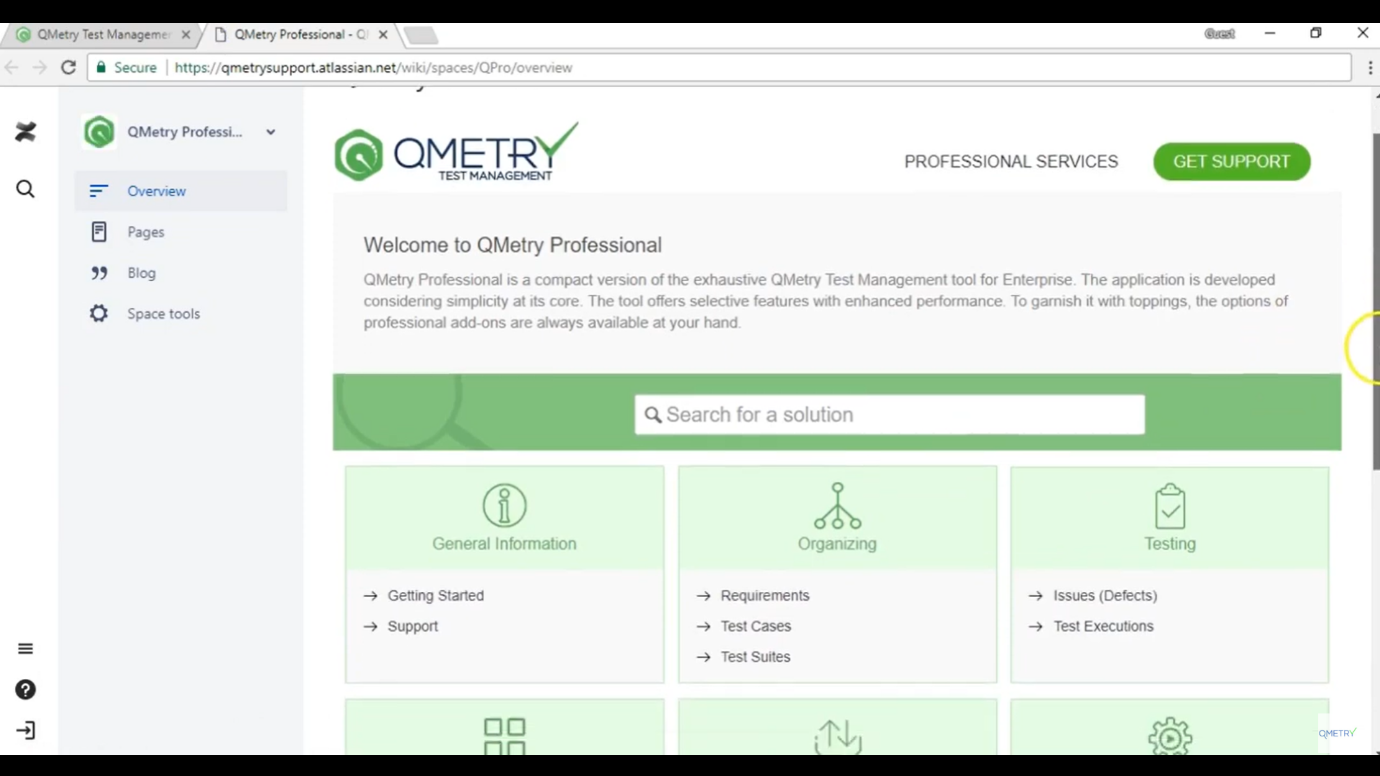 QMetry Test Managemer
QMetry Professional - Q
Guest
Secure
https://qmetrysupport.atlassian.net/wiki/spaces/QPro/overview
QMetry Professi...
Overview
Pages
Blog
Space tools
QMETRY
TEST MANAGEMENT
PROFESSIONAL SERVICES
GET SUPPORT
Welcome to QMetry Professional
QMetry Professional is a compact version of the exhaustive QMetry Test Management tool for Enterprise. The application is developed
considering simplicity at its core. The tool offers selective features with enhanced performance. To garnish it with toppings, the options of
professional add-ons are always available at your hand.
Search for a solution
General Information
Getting Started
Support
Organizing
Requirements
Test Cases
Test Suites
Testing
Issues (Defects)
Test Executions
QMETRY